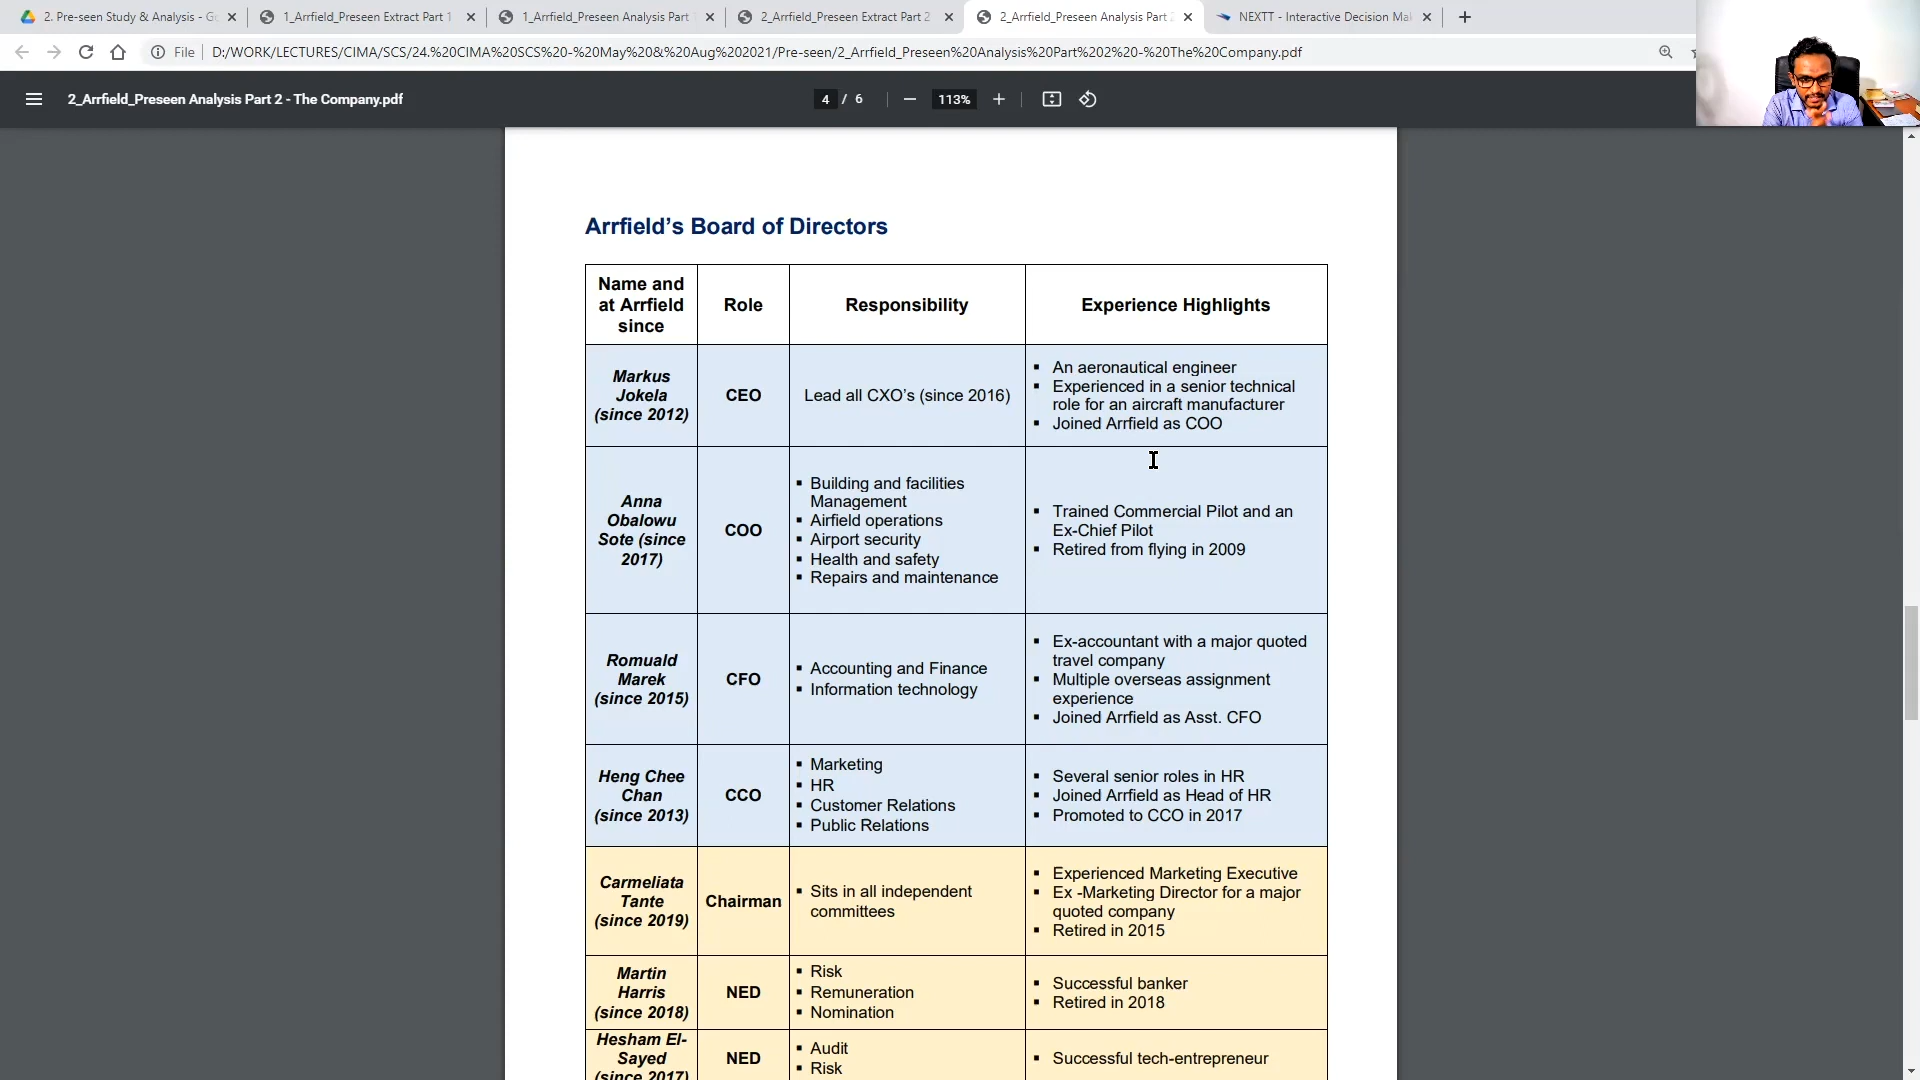 2. Pre-seen Study & Analysis - G
1_Arrfield_Preseen Extract Part 1
1_Arrfield_Preseen Analysis Part
2_Arrfield_Preseen Extract Part 2
2_Arrfield_Preseen Analysis Part
NEXTT - Interactive Decision Mak
File
D:/WORK/LECTURES/CIMA/SCS/24.%20CIMA%20SCS%20-%20May%20&%20Aug%202021/Pre-seen/2_Arrfield_Preseen%20Analysis%20Part%202%20-%20The%20Company.pdf
2_Arrfield_Preseen Analysis Part 2 - The Company.pdf
4 / 6
113%
Arrfield's Board of Directors
Name and
at Arrfield
since
Role
Responsibility
Experience Highlights
Markus
Jokela
(since 2012)
CEO
Lead all CXO's (since 2016)
▪ An aeronautical engineer
▪ Experienced in a senior technical
role for an aircraft manufacturer
▪ Joined Arrfield as COO
Anna
Obalowu
Sote (since
2017)
COO
▪ Building and facilities
Management
▪ Airfield operations
▪ Airport security
▪ Health and safety
▪ Repairs and maintenance
▪ Trained Commercial Pilot and an
Ex-Chief Pilot
▪ Retired from flying in 2009
Romuald
Marek
(since 2015)
CFO
▪ Accounting and Finance
▪ Information technology
▪ Ex-accountant with a major quoted
travel company
▪ Multiple overseas assignment
experience
▪ Joined Arrfield as Asst. CFO
Heng Chee
Chan
(since 2013)
CCO
▪ Marketing
▪ HR
▪ Customer Relations
▪ Public Relations
▪ Several senior roles in HR
▪ Joined Arrfield as Head of HR
▪ Promoted to CCO in 2017
Carmeliata
Tante
(since 2019)
Chairman
▪ Sits in all independent
committees
▪ Experienced Marketing Executive
▪ Ex -Marketing Director for a major
quoted company
▪ Retired in 2015
Martin
Harris
(since 2018)
NED
▪ Risk
▪ Remuneration
▪ Nomination
▪ Successful banker
▪ Retired in 2018
Hesham El-
Sayed
(since 2017)
NED
▪ Audit
▪ Risk
▪ Successful tech-entrepreneur